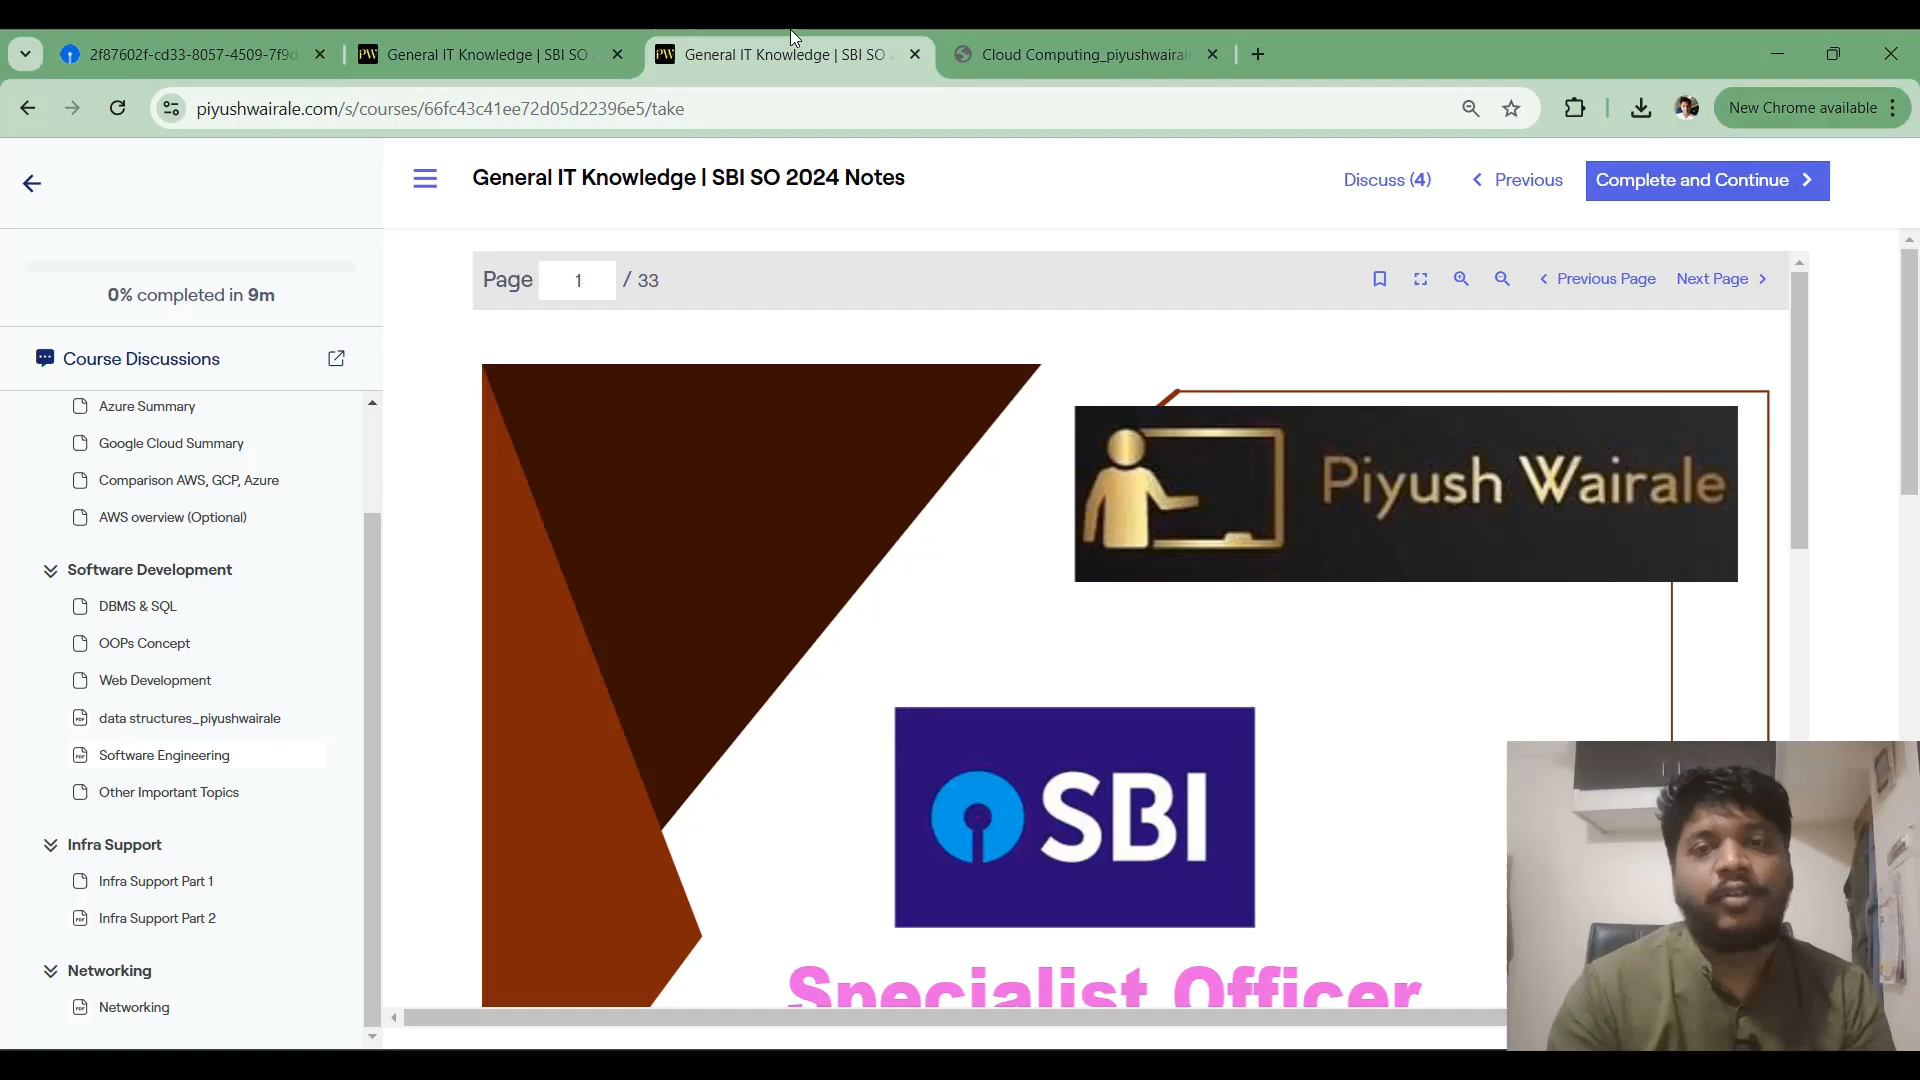 2f87602f-cd33-8057-4509-7f9d
General IT Knowledge | SBI SO
General IT Knowledge | SBI SO
Cloud Computing_piyushwairale
piyushwairale.com/s/courses/66fc43c41ee72d05d22396e5/take
New Chrome available
General IT Knowledge | SBI SO 2024 Notes
Discuss (4)
Previous
Complete and Continue
0% completed in 9m
Course Discussions
Azure Summary
Google Cloud Summary
Comparison AWS, GCP, Azure
AWS overview (Optional)
Software Development
DBMS & SQL
OOPs Concept
Web Development
data structures_piyushwairale
Software Engineering
Other Important Topics
Infra Support
Infra Support Part 1
Infra Support Part 2
Networking
Networking
Page 1 / 33
Previous Page
Next Page
Piyush Wairale
SBI
Specialist Officer